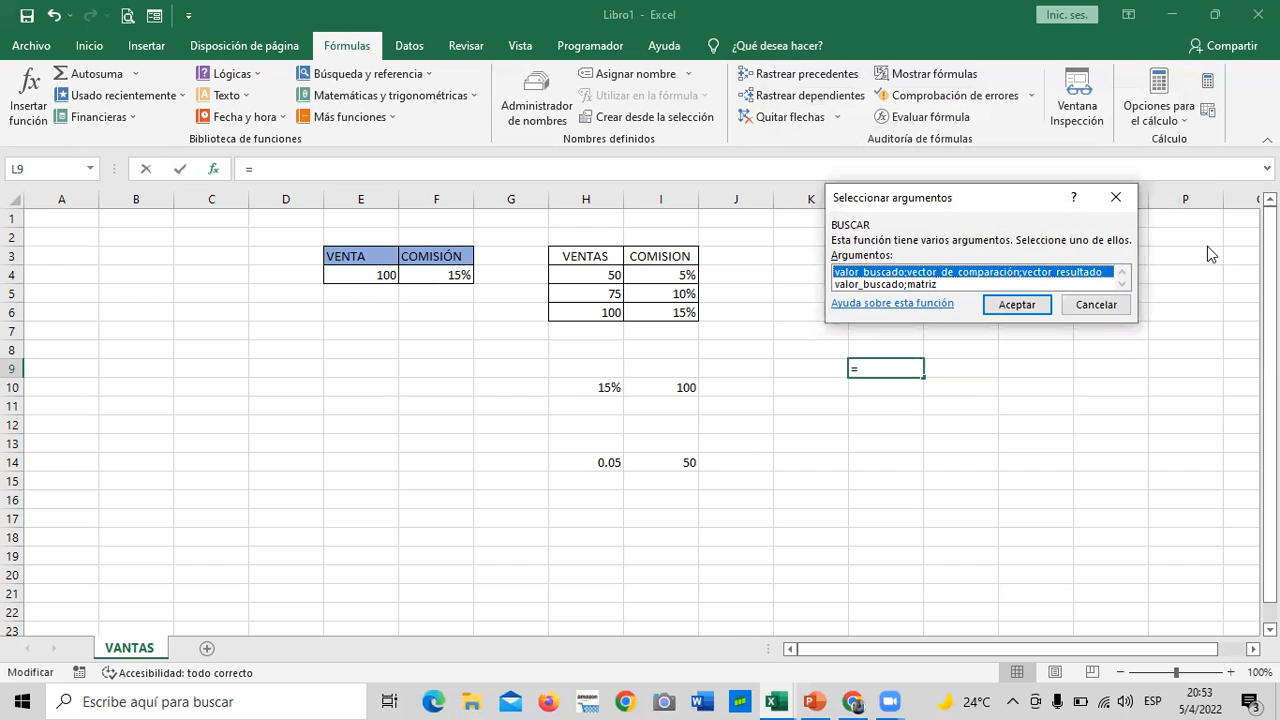 Libro1 - Excel
Inic. ses.
Archivo Inicio Insertar Disposición de página Fórmulas Datos Revisar Vista Programador Ayuda ¿Qué desea hacer? Compartir
fx Insertar función
Autosuma
Usado recientemente
Financieras
Lógicas
Texto
Fecha y hora
Búsqueda y referencia
Matemáticas y trigonométricas
Más funciones
Biblioteca de funciones
Administrador de nombres
Asignar nombre
Utilizar en la fórmula
Crear desde la selección
Nombres definidos
Rastrear precedentes
Rastrear dependientes
Quitar flechas
Mostrar fórmulas
Comprobación de errores
Evaluar fórmula
Auditoría de fórmulas
Ventana Inspección
Opciones para el cálculo
Cálculo
L9 fx =
A B C D E F G H I J K P
1
2
3 VENTA COMISIÓN VENTAS COMISION
4 100 15% 50 5%
5 75 10%
6 100 15%
7
8
9 =
10 15% 100
11
12
13
14 0.05 50
15
16
17
18
19
20
21
22
23
Seleccionar argumentos ?
BUSCAR
Esta función tiene varios argumentos. Seleccione uno de ellos.
Argumentos:
valor_buscado;vector_de_comparación;vector_resultado
valor_buscado;matriz
Ayuda sobre esta función Aceptar Cancelar
VANTAS
Modificar Accesibilidad: todo correcto 100%
Escribe aquí para buscar
amazon
24°C ESP
20:53
5/4/2022
3